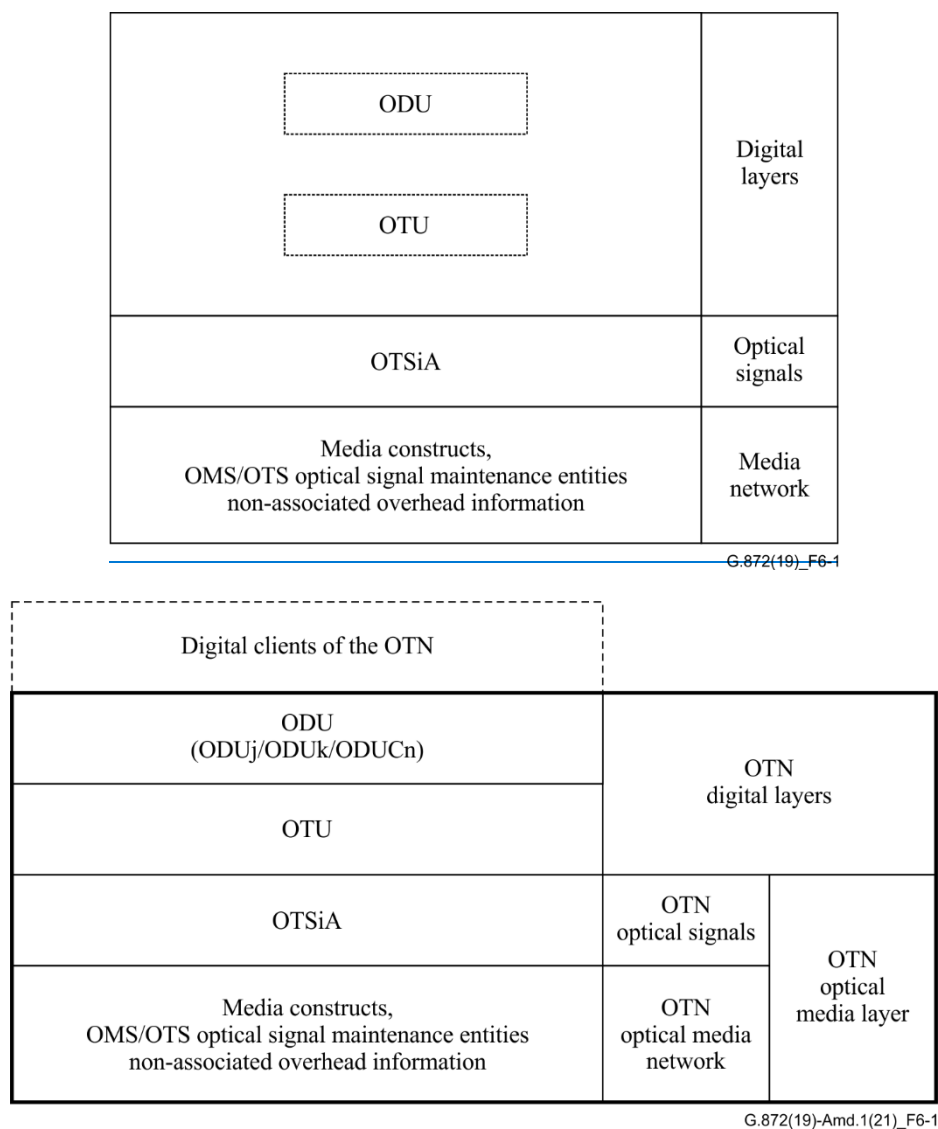 ODU
OTU
Digital
layers
OTSiA
Optical
signals
Media constructs,
OMS/OTS optical signal maintenance entities
non-associated overhead information
Media
network
G.872(19)_F6-1
Digital clients of the OTN
ODU
(ODUj/ODUk/ODUCn)
OTU
OTN
digital layers
OTSiA
OTN
optical signals
Media constructs,
OMS/OTS optical signal maintenance entities
non-associated overhead information
OTN
optical media
network
OTN
optical
media layer
G.872(19)-Amd.1(21)_F6-1